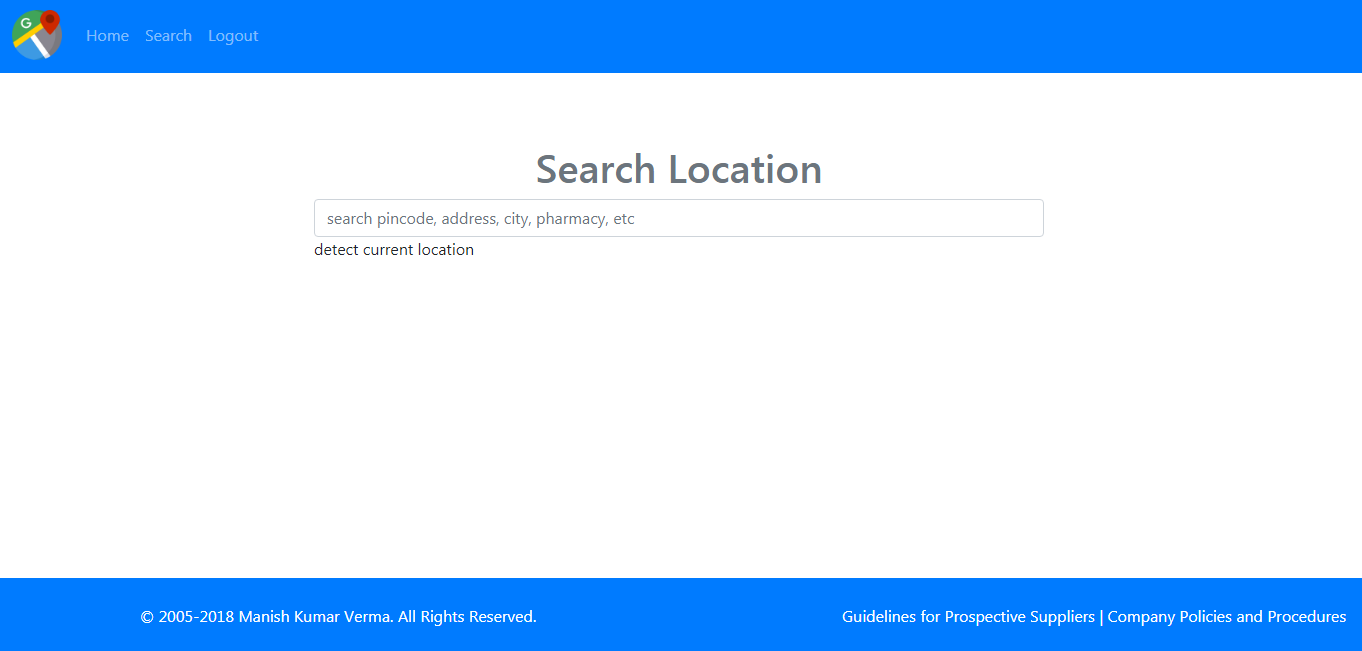 G
Home Search Logout
Search Location
search pincode, address, city, pharmacy, etc
detect current location
© 2005-2018 Manish Kumar Verma. All Rights Reserved. Guidelines for Prospective Suppliers | Company Policies and Procedures